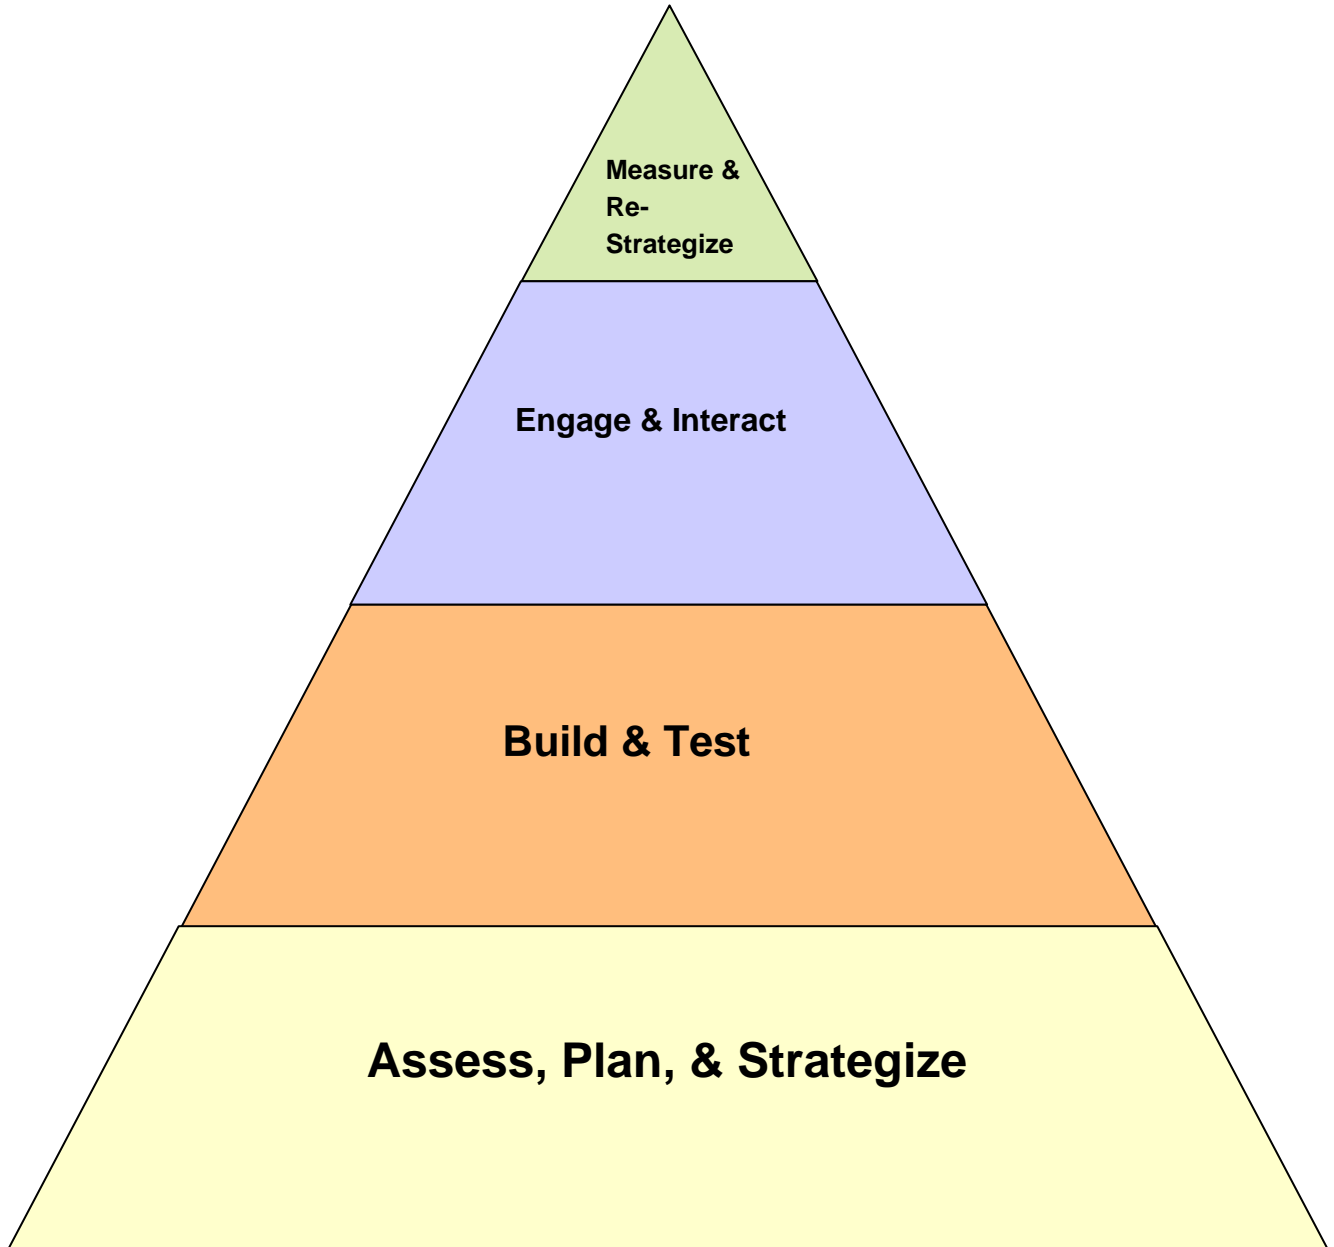 Measure &
Re-
Strategize
Engage & Interact
Build & Test
Assess, Plan, & Strategize